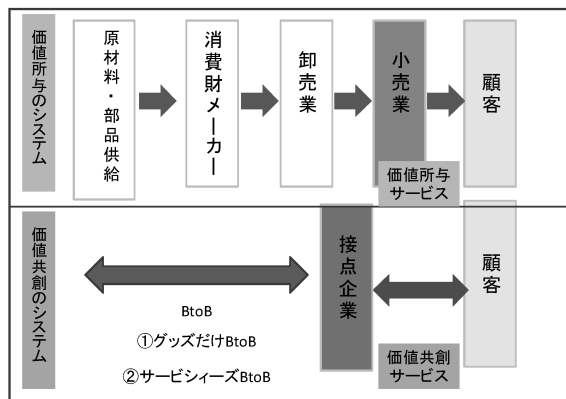 価値所与のシステム
原材料・部品供給
消費財メーカー
卸売業
小売業
顧客
価値所与
サービス
価値共創のシステム
BtoB
①グッズだけBtoB
②サービシィーズBtoB
接点企業
顧客
価値共創
サービス